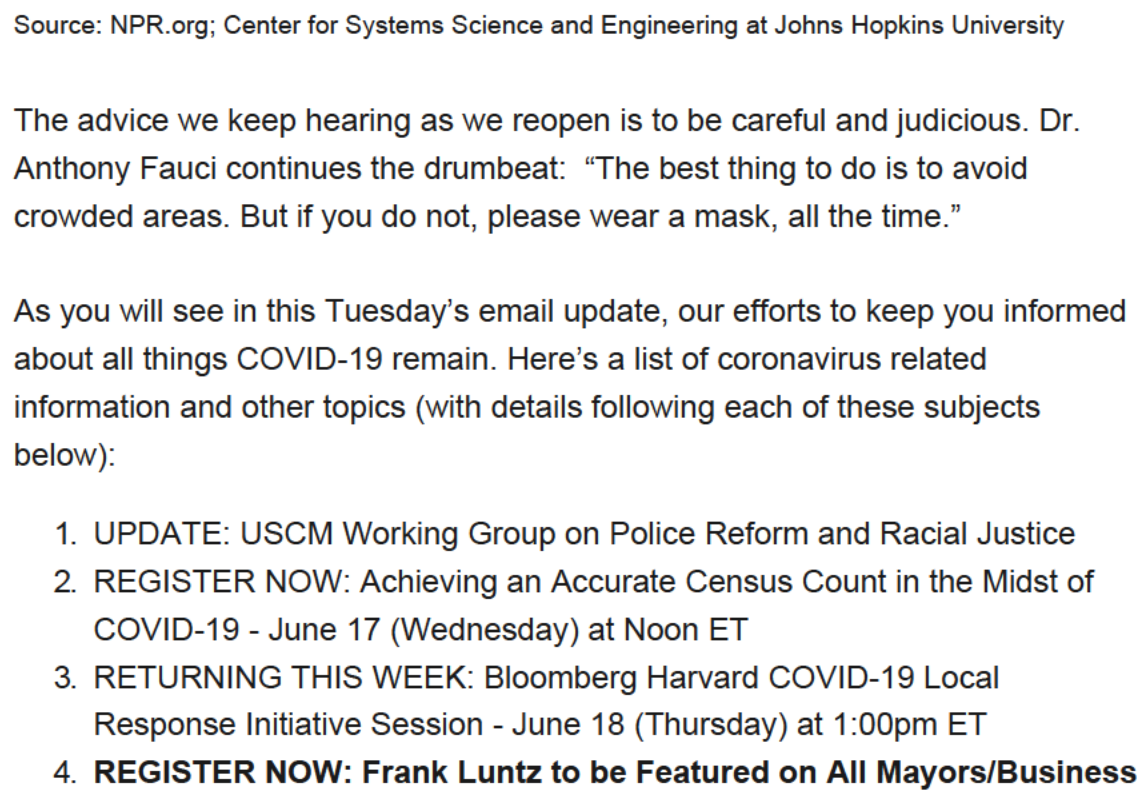 Source: NPR.org; Center for Systems Science and Engineering at Johns Hopkins University
The advice we keep hearing as we reopen is to be careful and judicious. Dr.
Anthony Fauci continues the drumbeat:  “The best thing to do is to avoid
crowded areas. But if you do not, please wear a mask, all the time.”
As you will see in this Tuesday’s email update, our efforts to keep you informed
about all things COVID-19 remain. Here’s a list of coronavirus related
information and other topics (with details following each of these subjects
below):
1. UPDATE: USCM Working Group on Police Reform and Racial Justice
2. REGISTER NOW: Achieving an Accurate Census Count in the Midst of
COVID-19 - June 17 (Wednesday) at Noon ET
3. RETURNING THIS WEEK: Bloomberg Harvard COVID-19 Local
Response Initiative Session - June 18 (Thursday) at 1:00pm ET
4. REGISTER NOW: Frank Luntz to be Featured on All Mayors/Business